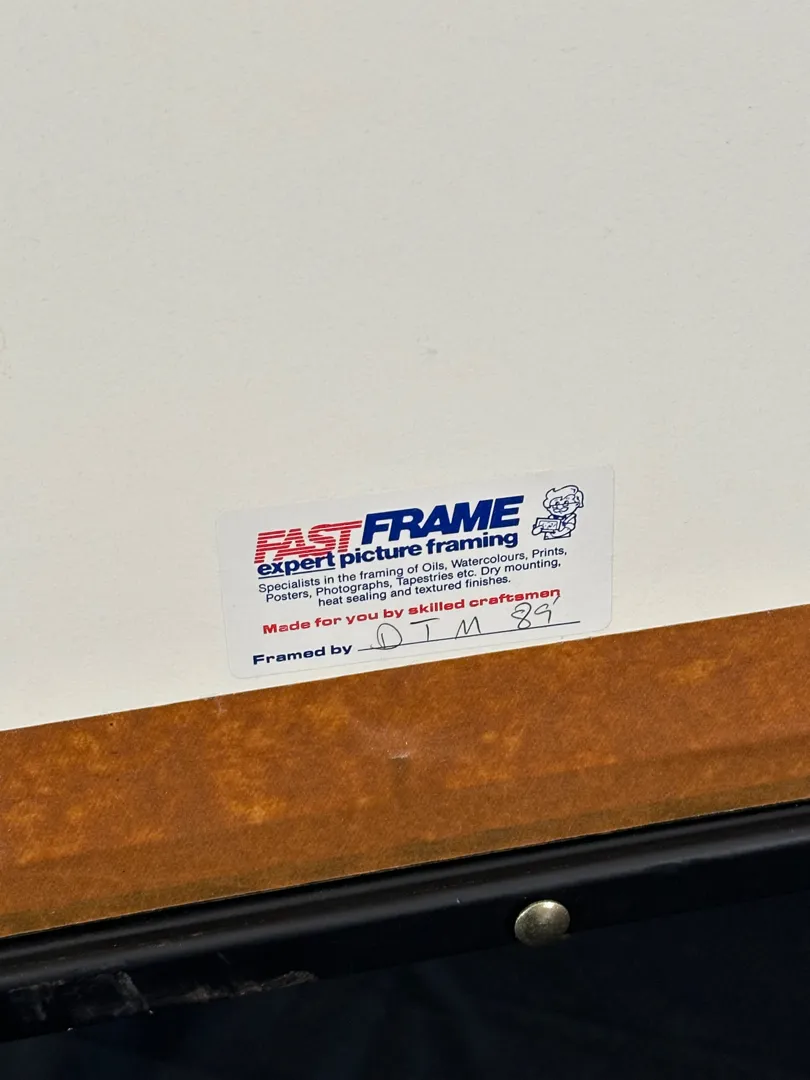 FASTFRAME
expert picture framing
Specialists in the framing of Oils, Watercolours, Prints,
Posters, Photographs, Tapestries etc. Dry mounting,
heat sealing and textured finishes.
Made for you by skilled craftsmen
Framed by DTM 89'